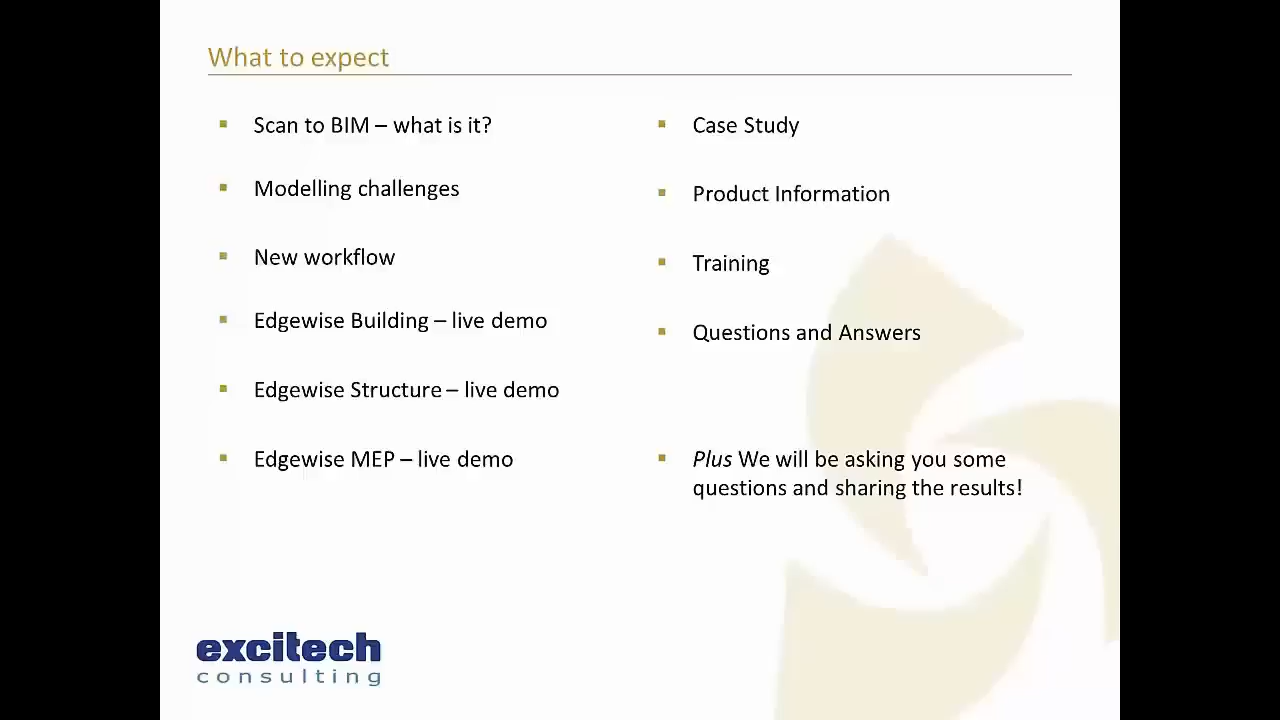 What to expect
Scan to BIM – what is it?
Modelling challenges
New workflow
Edgewise Building – live demo
Edgewise Structure – live demo
Edgewise MEP – live demo
Case Study
Product Information
Training
Questions and Answers
Plus We will be asking you some
questions and sharing the results!
excitech
consulting